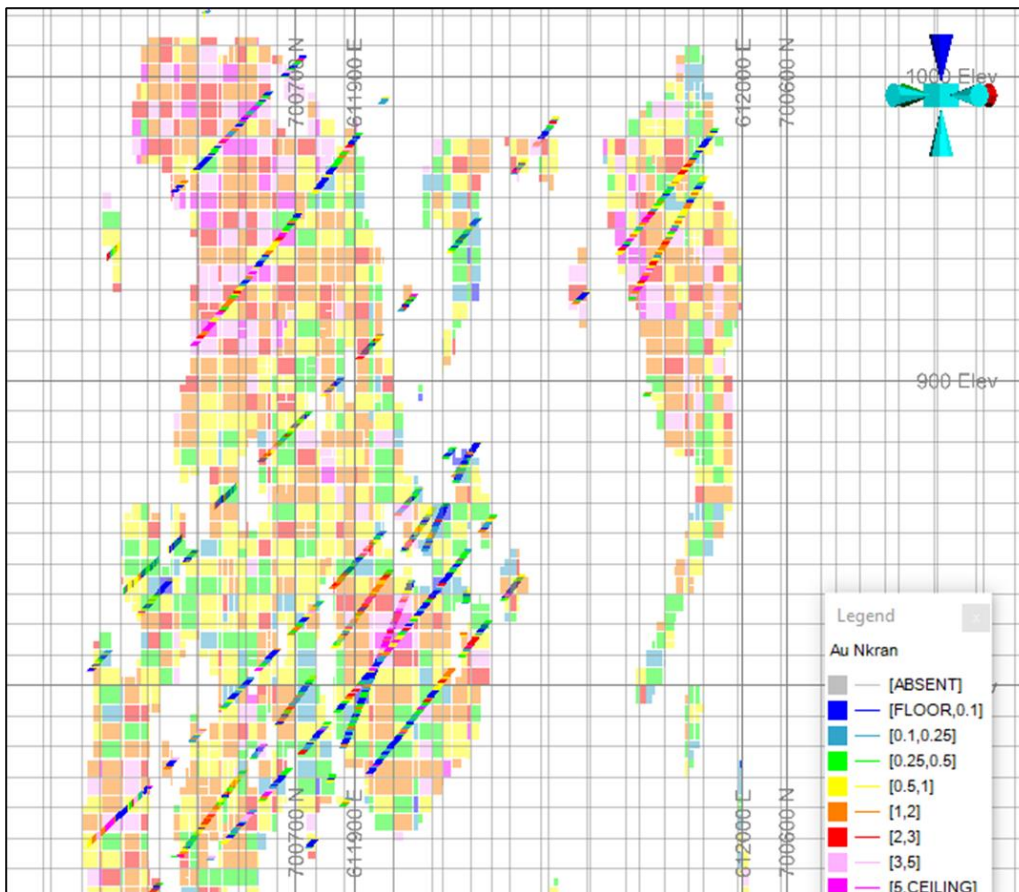 700700 N
611900 E
612000 E
700600 N
1000 Elev
900 Elev
Legend
x
Au Nkran
[ABSENT]
[FLOOR,0.1]
[0.1,0.25]
[0.25,0.5]
[0.5,1]
[1,2]
[2,3]
[3,5]
[5,CEILING]
700700 N
611900 E
612000 E
700600 N